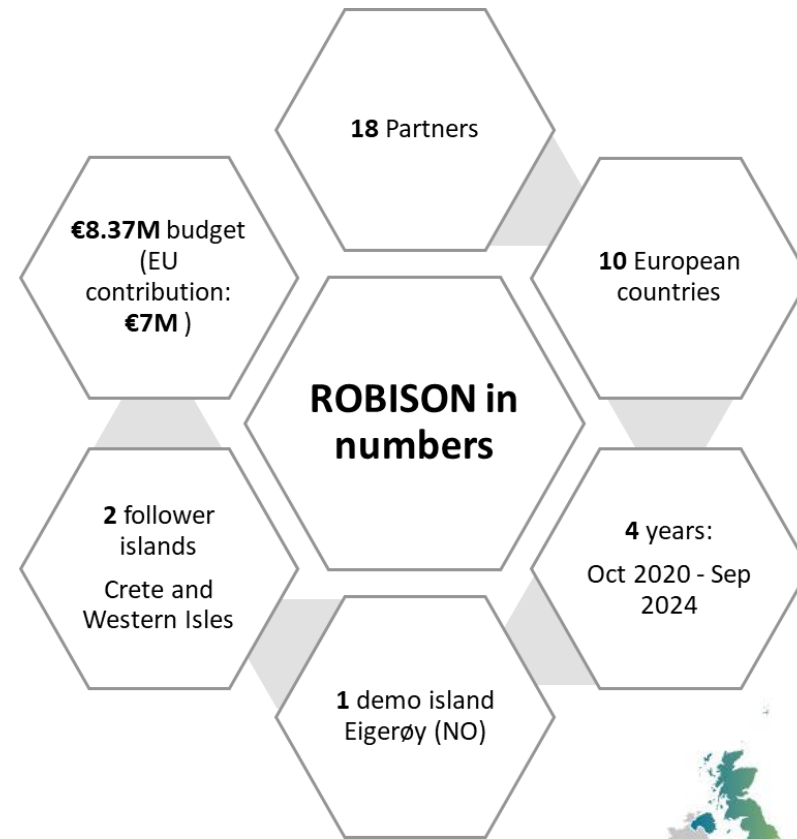 18 Partners
€8.37M budget
(EU
contribution:
€7M )
10 European
countries
ROBISON in
numbers
2 follower
islands
Crete and
Western Isles
4 years:
Oct 2020 - Sep
2024
1 demo island
Eigerøy (NO)